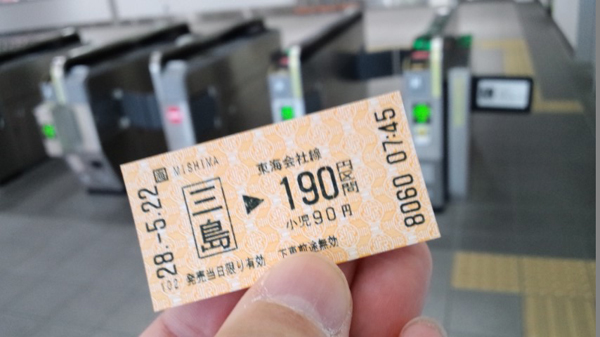 圓 MISHIMA 東海会社線
三島 ▶ 190円区間
小児90円
28.-5.22
8060 07:45
102 発売当日限り有効 下車前途無効